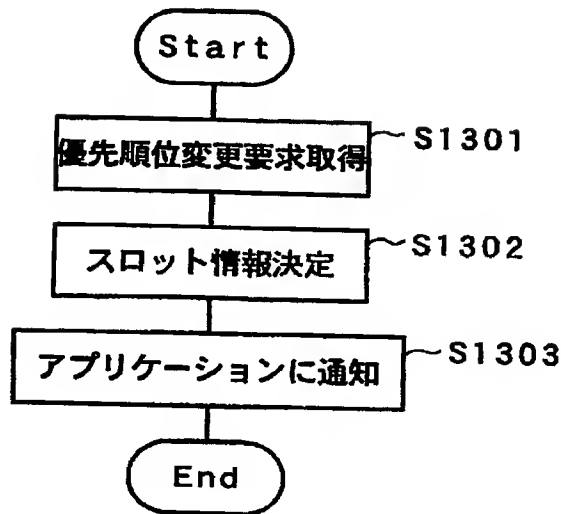 Start
優先順位変更要求取得
S1301
スロット情報決定
S1302
アプリケーションに通知
S1303
End